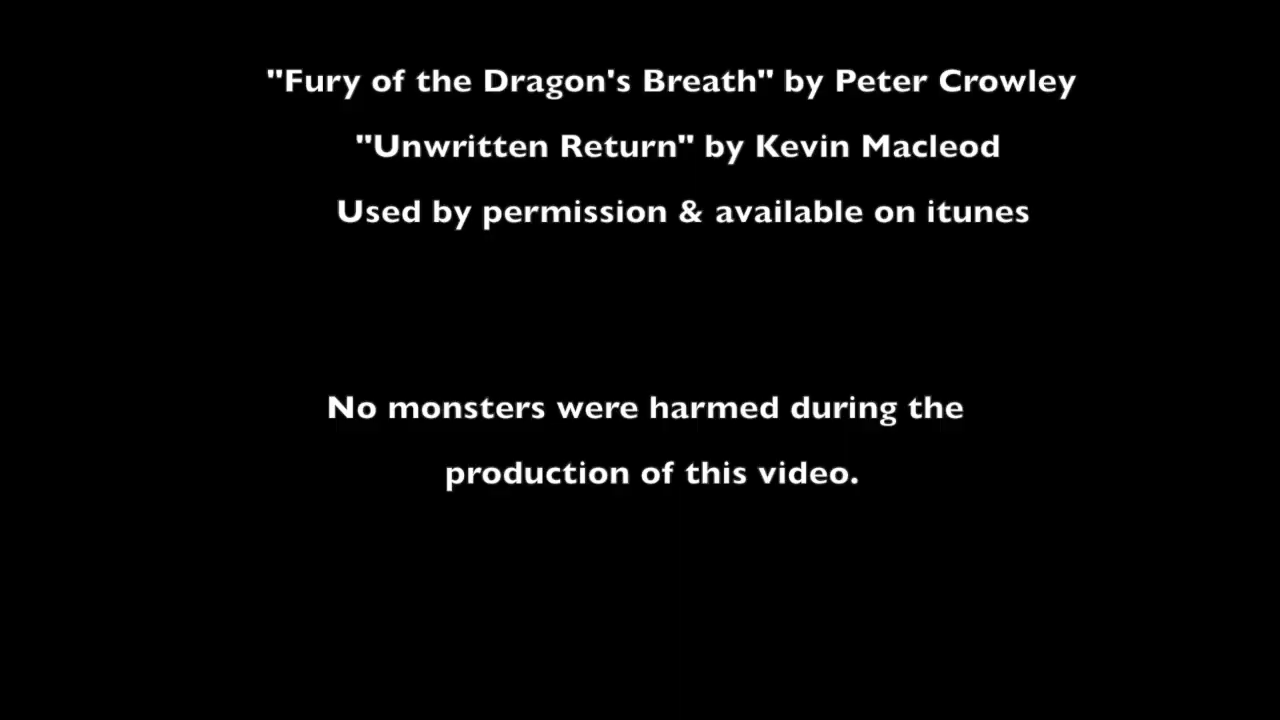 "Fury of the Dragon's Breath" by Peter Crowley
"Unwritten Return" by Kevin Macleod
Used by permission & available on itunes
No monsters were harmed during the
production of this video.